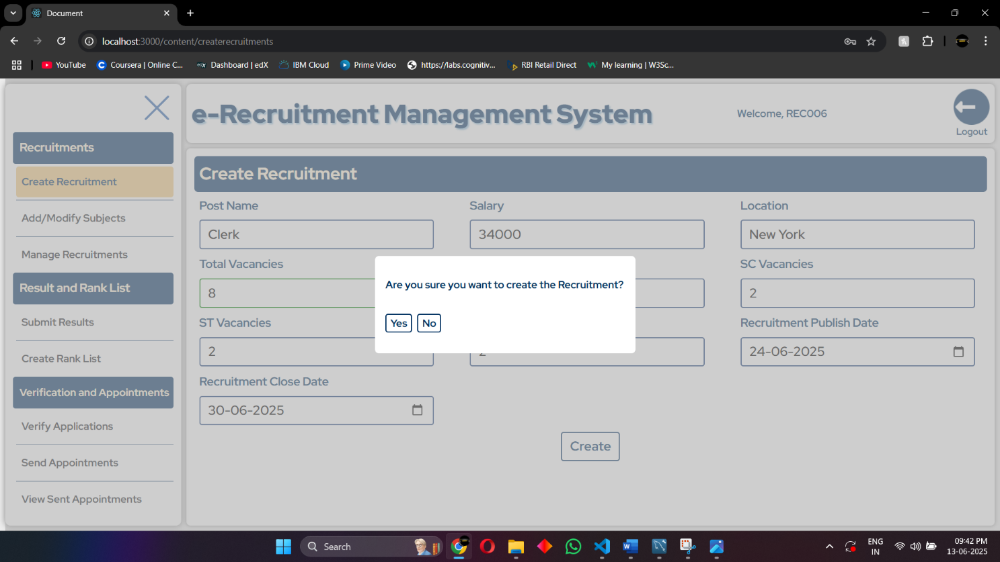 Document
localhost:3000/content/createrecruitments
YouTube
Coursera | Online C...
edX Dashboard | edX
IBM Cloud
Prime Video
https://labs.cognitiv...
RBI Retail Direct
My learning | W3Sc...
e-Recruitment Management System
Welcome, REC006
Logout
Recruitments
Create Recruitment
Add/Modify Subjects
Manage Recruitments
Result and Rank List
Submit Results
Create Rank List
Verification and Appointments
Verify Applications
Send Appointments
View Sent Appointments
Create Recruitment
Post Name
Salary
Location
Clerk
34000
New York
Total Vacancies
SC Vacancies
8
2
Are you sure you want to create the Recruitment?
Yes
No
ST Vacancies
Recruitment Publish Date
2
24-06-2025
Recruitment Close Date
30-06-2025
Create
Search
ENG
IN
09:42 PM
13-06-2025